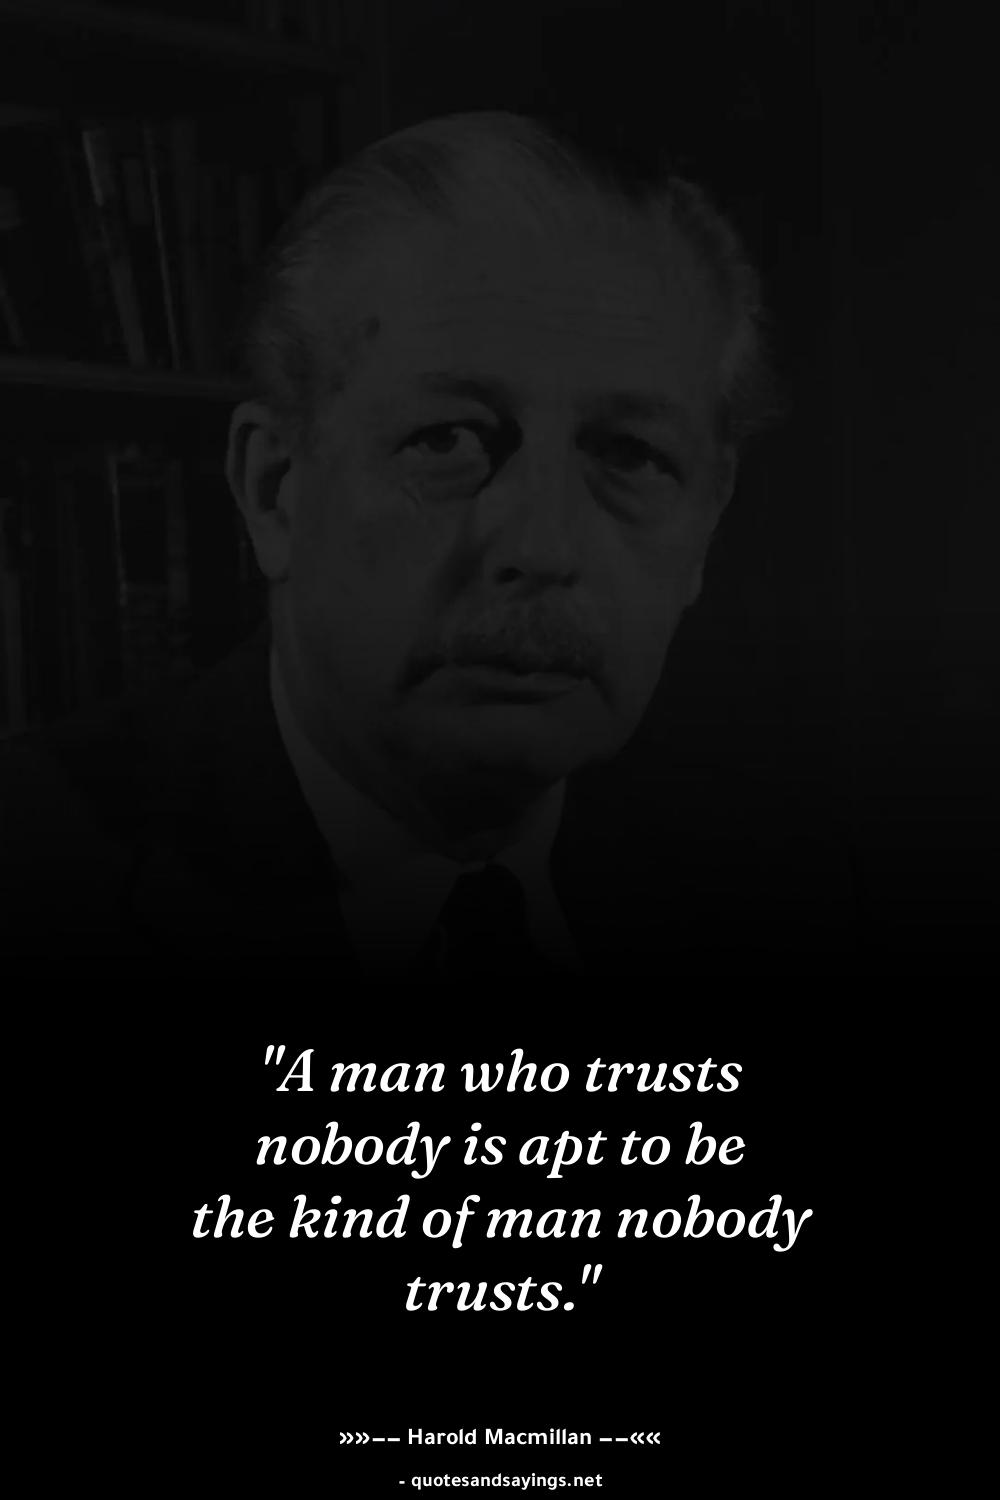 "A man who trusts
nobody is apt to be
the kind of man nobody
trusts."
»»–– Harold Macmillan ––««
- quotesandsayings.net